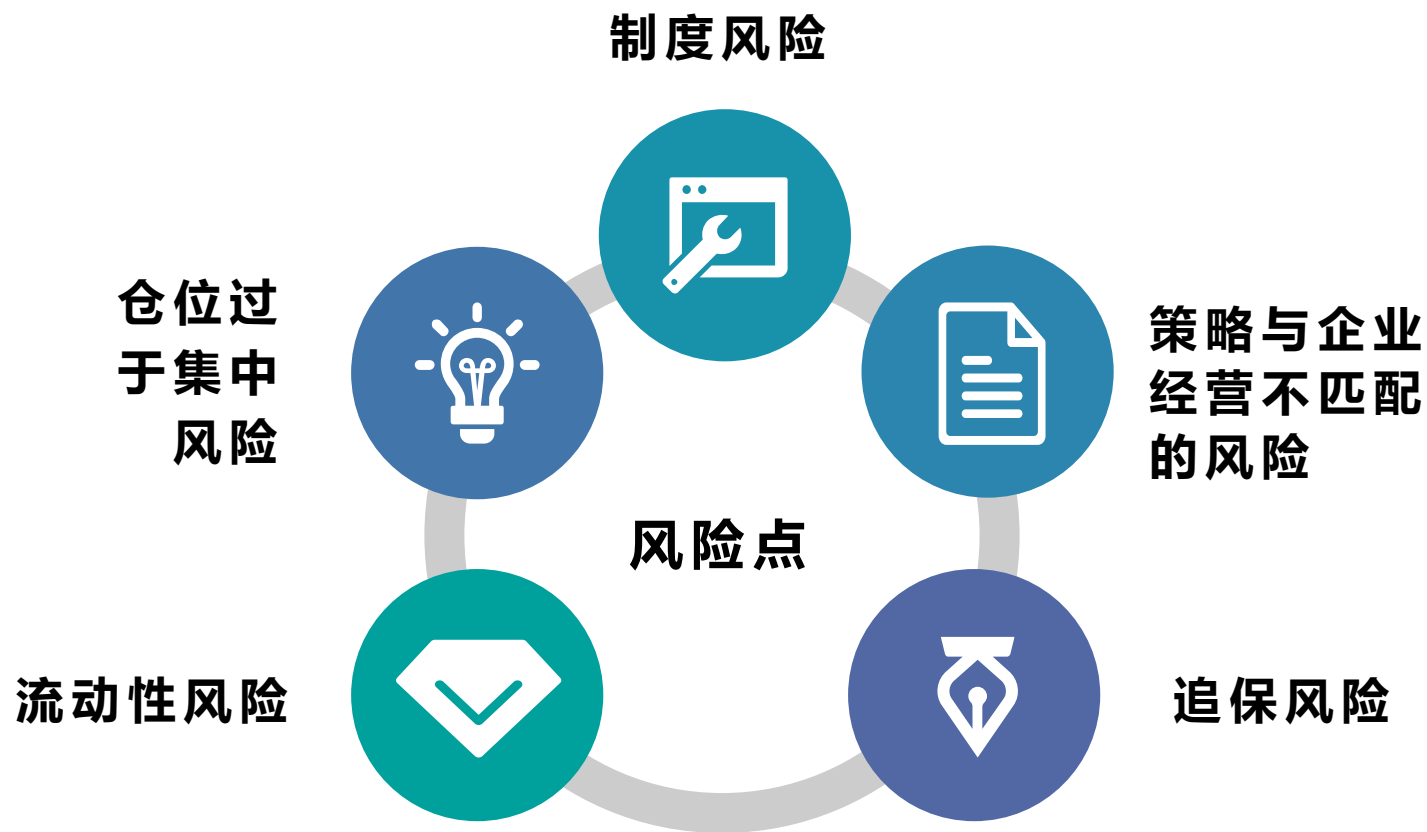 制度风险
仓位过
于集中
风险
策略与企业
经营不匹配
的风险
风险点
流动性风险
追保风险